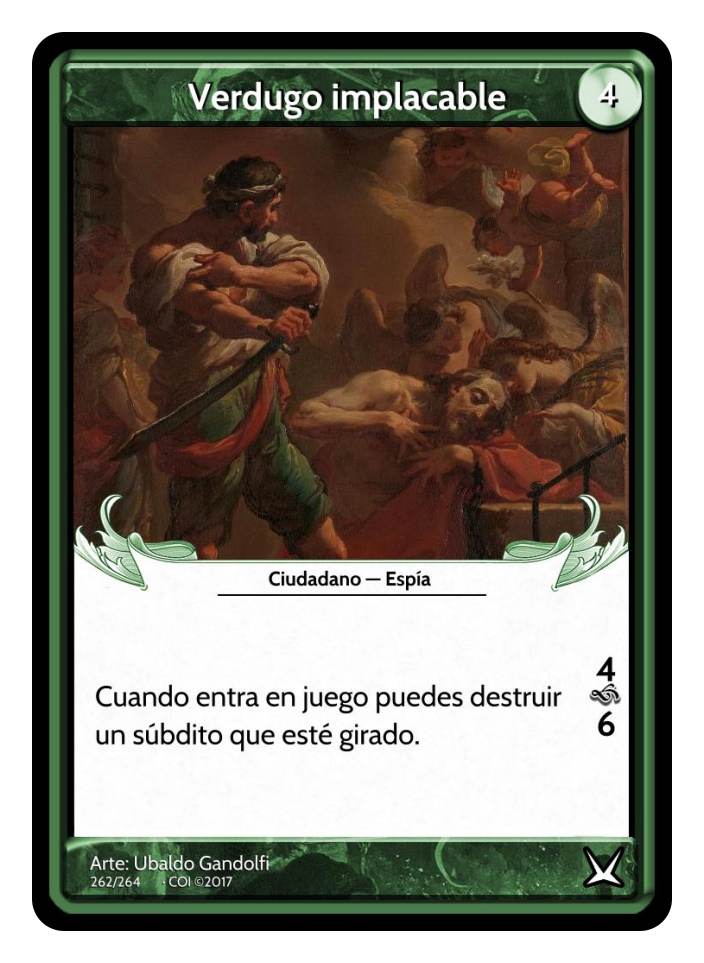 Verdugo implacable
4
Ciudadano — Espía
Cuando entra en juego puedes destruir
un súbdito que esté girado.
4
6
Arte: Ubaldo Gandolfi
262/264 · COI ©2017